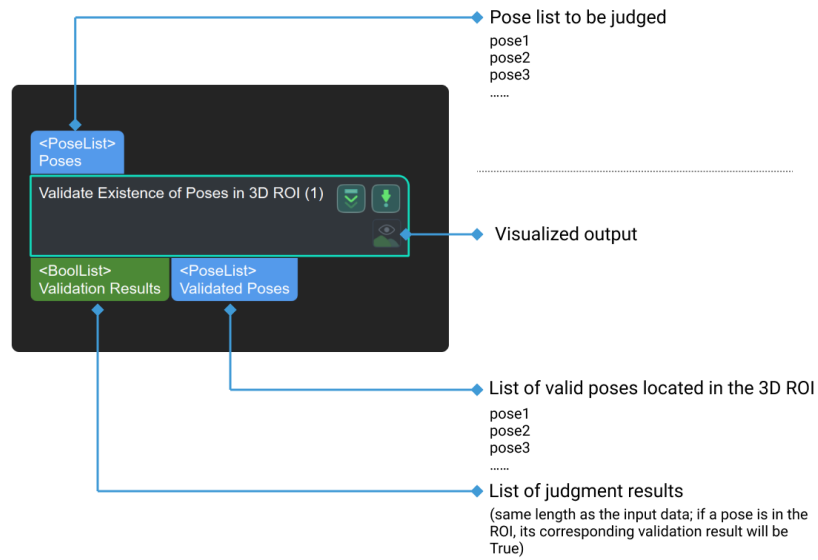 Pose list to be judged
pose1
pose2
pose3
......
<PoseList>
Poses
Validate Existence of Poses in 3D ROI (1)
Visualized output
<BoolList>
Validation Results
<PoseList>
Validated Poses
List of valid poses located in the 3D ROI
pose1
pose2
pose3
......
List of judgment results
(same length as the input data; if a pose is in the
ROI, its corresponding validation result will be
True)